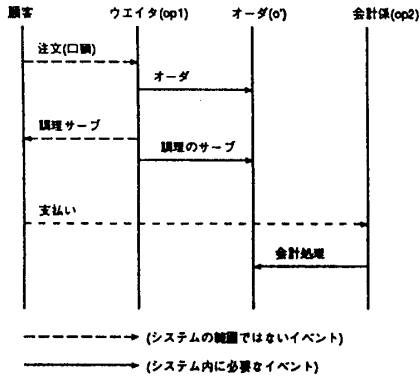 顧客 ウエイタ(op1) オーダ(o') 会計係(op2)
注文(口頭)
オーダ
調理サーブ
調理のサーブ
支払い
会計処理
(システムの範囲ではないイベント)
(システム内に必要なイベント)